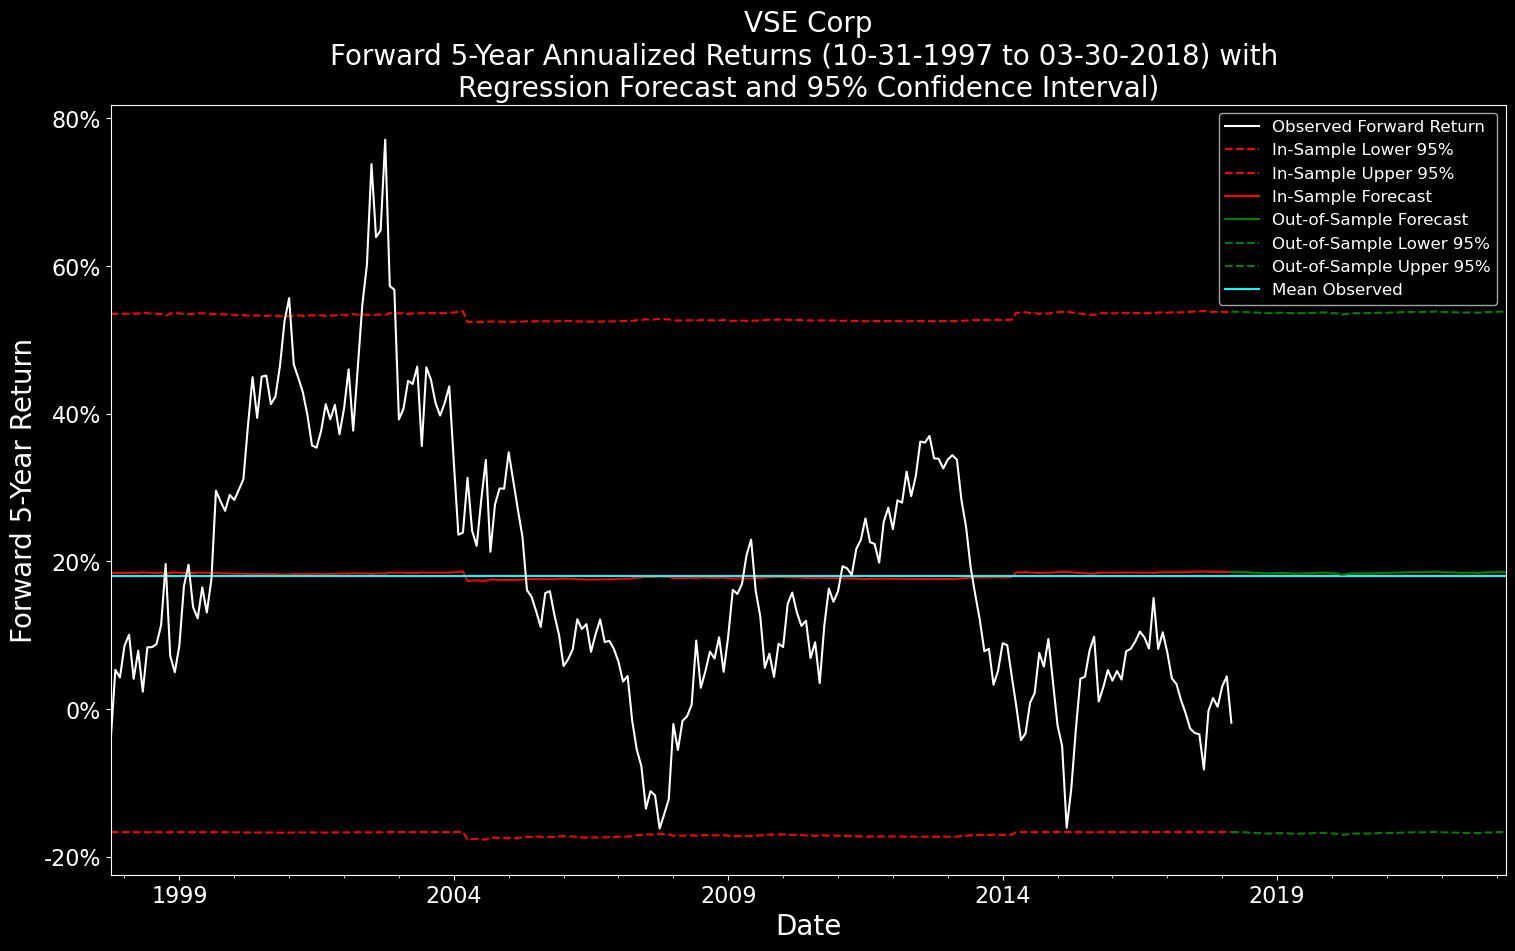 VSE Corp
Forward 5-Year Annualized Returns (10-31-1997 to 03-30-2018) with
Regression Forecast and 95% Confidence Interval)
Observed Forward Return
In-Sample Lower 95%
In-Sample Upper 95%
In-Sample Forecast
Out-of-Sample Forecast
Out-of-Sample Lower 95%
Out-of-Sample Upper 95%
Mean Observed
Forward 5-Year Return
80%
60%
40%
20%
0%
-20%
1999
2004
2009
2014
2019
Date